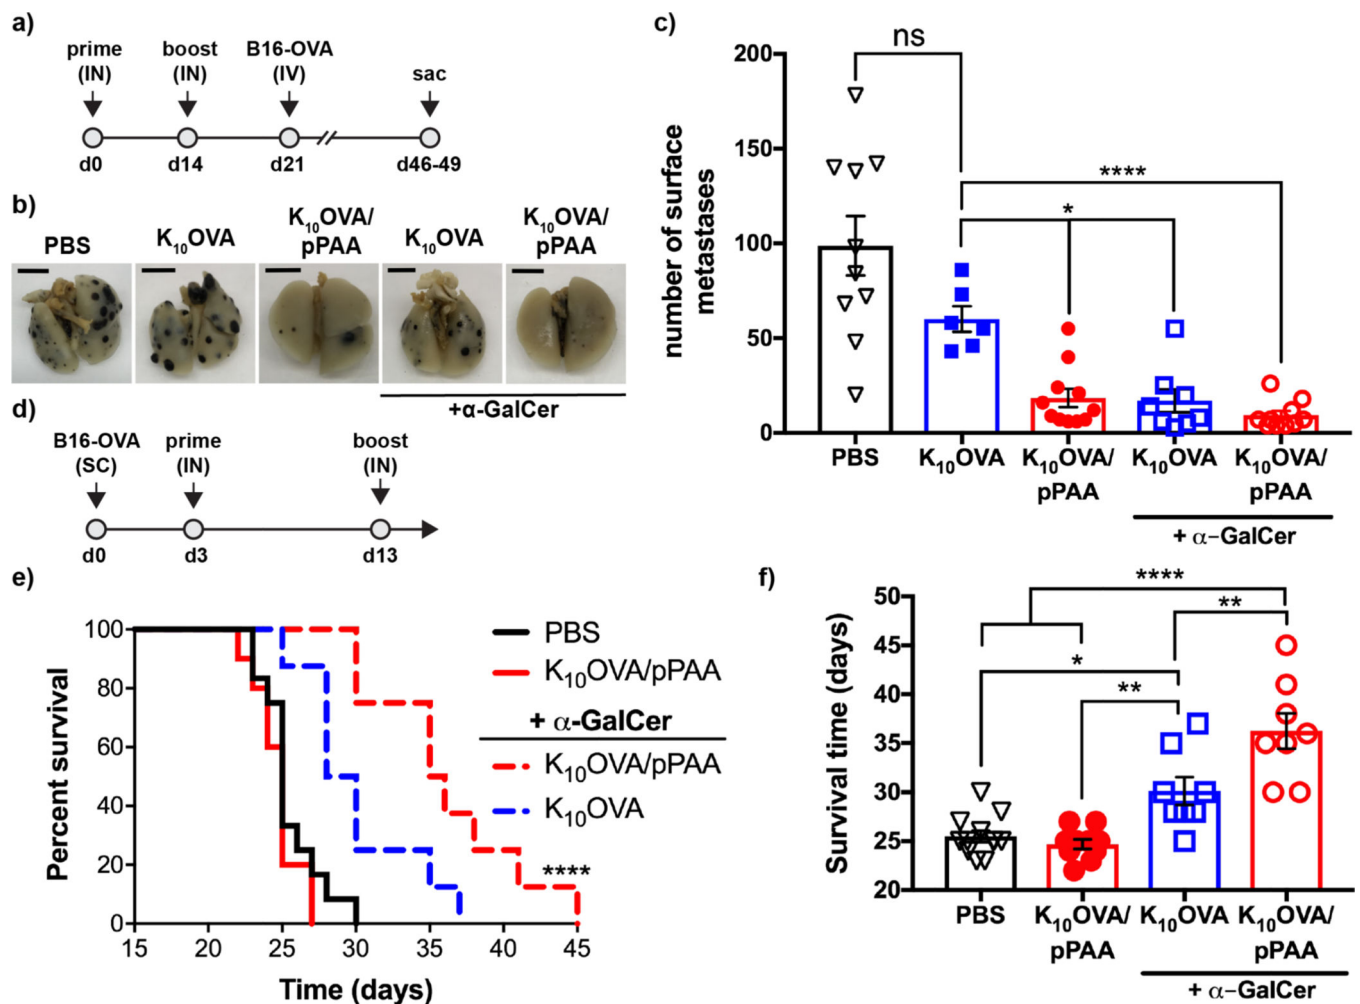 a)
prime
(IN)
boost
(IN)
B16-OVA
(IV)
sac
d0
d14
d21
d46-49
b)
PBS
K10OVA
K10OVA/
pPAA
K10OVA
K10OVA/
pPAA
+α-GalCer
c)
number of surface
metastases
200
150
100
50
0
ns
****
*
PBS
K10OVA
K10OVA/
pPAA
K10OVA
K10OVA/
pPAA
+ α-GalCer
d)
B16-OVA
(SC)
prime
(IN)
boost
(IN)
d0
d3
d13
e)
Percent survival
100
80
60
40
20
0
15
20
25
30
35
40
45
Time (days)
PBS
K10OVA/pPAA
+ α-GalCer
K10OVA/pPAA
K10OVA
****
f)
Survival time (days)
50
45
40
35
30
25
20
****
**
*
**
PBS
K10OVA/
pPAA
K10OVA
K10OVA/
pPAA
+ α-GalCer